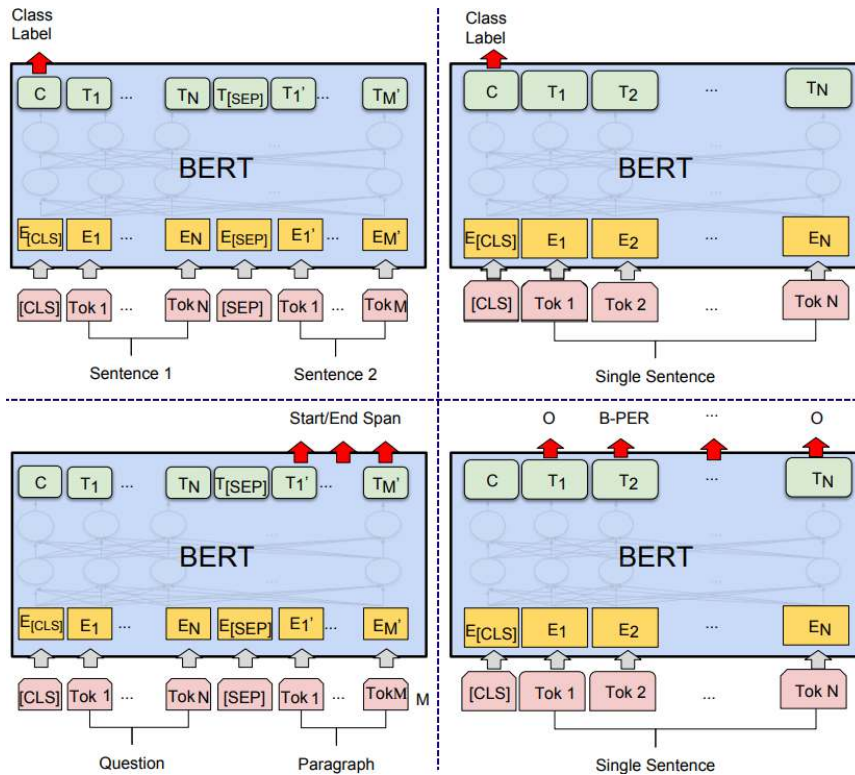 Class
Label
C T1 ... TN T[SEP] T1' ... TM'
BERT
E[CLS] E1 ... EN E[SEP] E1' ... EM'
[CLS] Tok 1 ... Tok N [SEP] Tok 1 ... TokM
Sentence 1 Sentence 2
Class
Label
C T1 T2 ... TN
BERT
E[CLS] E1 E2 ... EN
[CLS] Tok 1 Tok 2 ... Tok N
Single Sentence
Start/End Span
C T1 ... TN T[SEP] T1' ... TM'
BERT
E[CLS] E1 ... EN E[SEP] E1' ... EM'
[CLS] Tok 1 ... Tok N [SEP] Tok 1 ... TokM M
Question Paragraph
O B-PER ... O
C T1 T2 ... TN
BERT
E[CLS] E1 E2 ... EN
[CLS] Tok 1 Tok 2 ... Tok N
Single Sentence